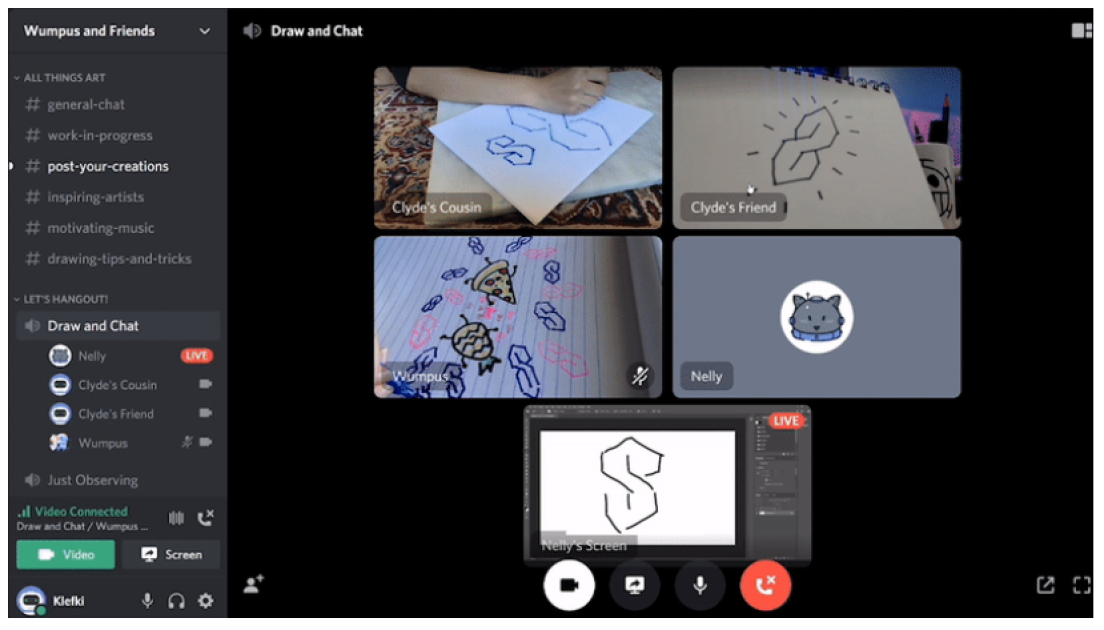 Wumpus and Friends
Draw and Chat
ALL THINGS ART
# general-chat
# work-in-progress
# post-your-creations
# inspiring-artists
# motivating-music
# drawing-tips-and-tricks
LET'S HANGOUT!
Draw and Chat
Nelly LIVE
Clyde's Cousin
Clyde's Friend
Wumpus
Just Observing
Video Connected
Draw and Chat / Wumpus ...
Video Screen
Klefki
Clyde's Cousin
Clyde's Friend
Wumpus
Nelly
LIVE
Nelly's Screen